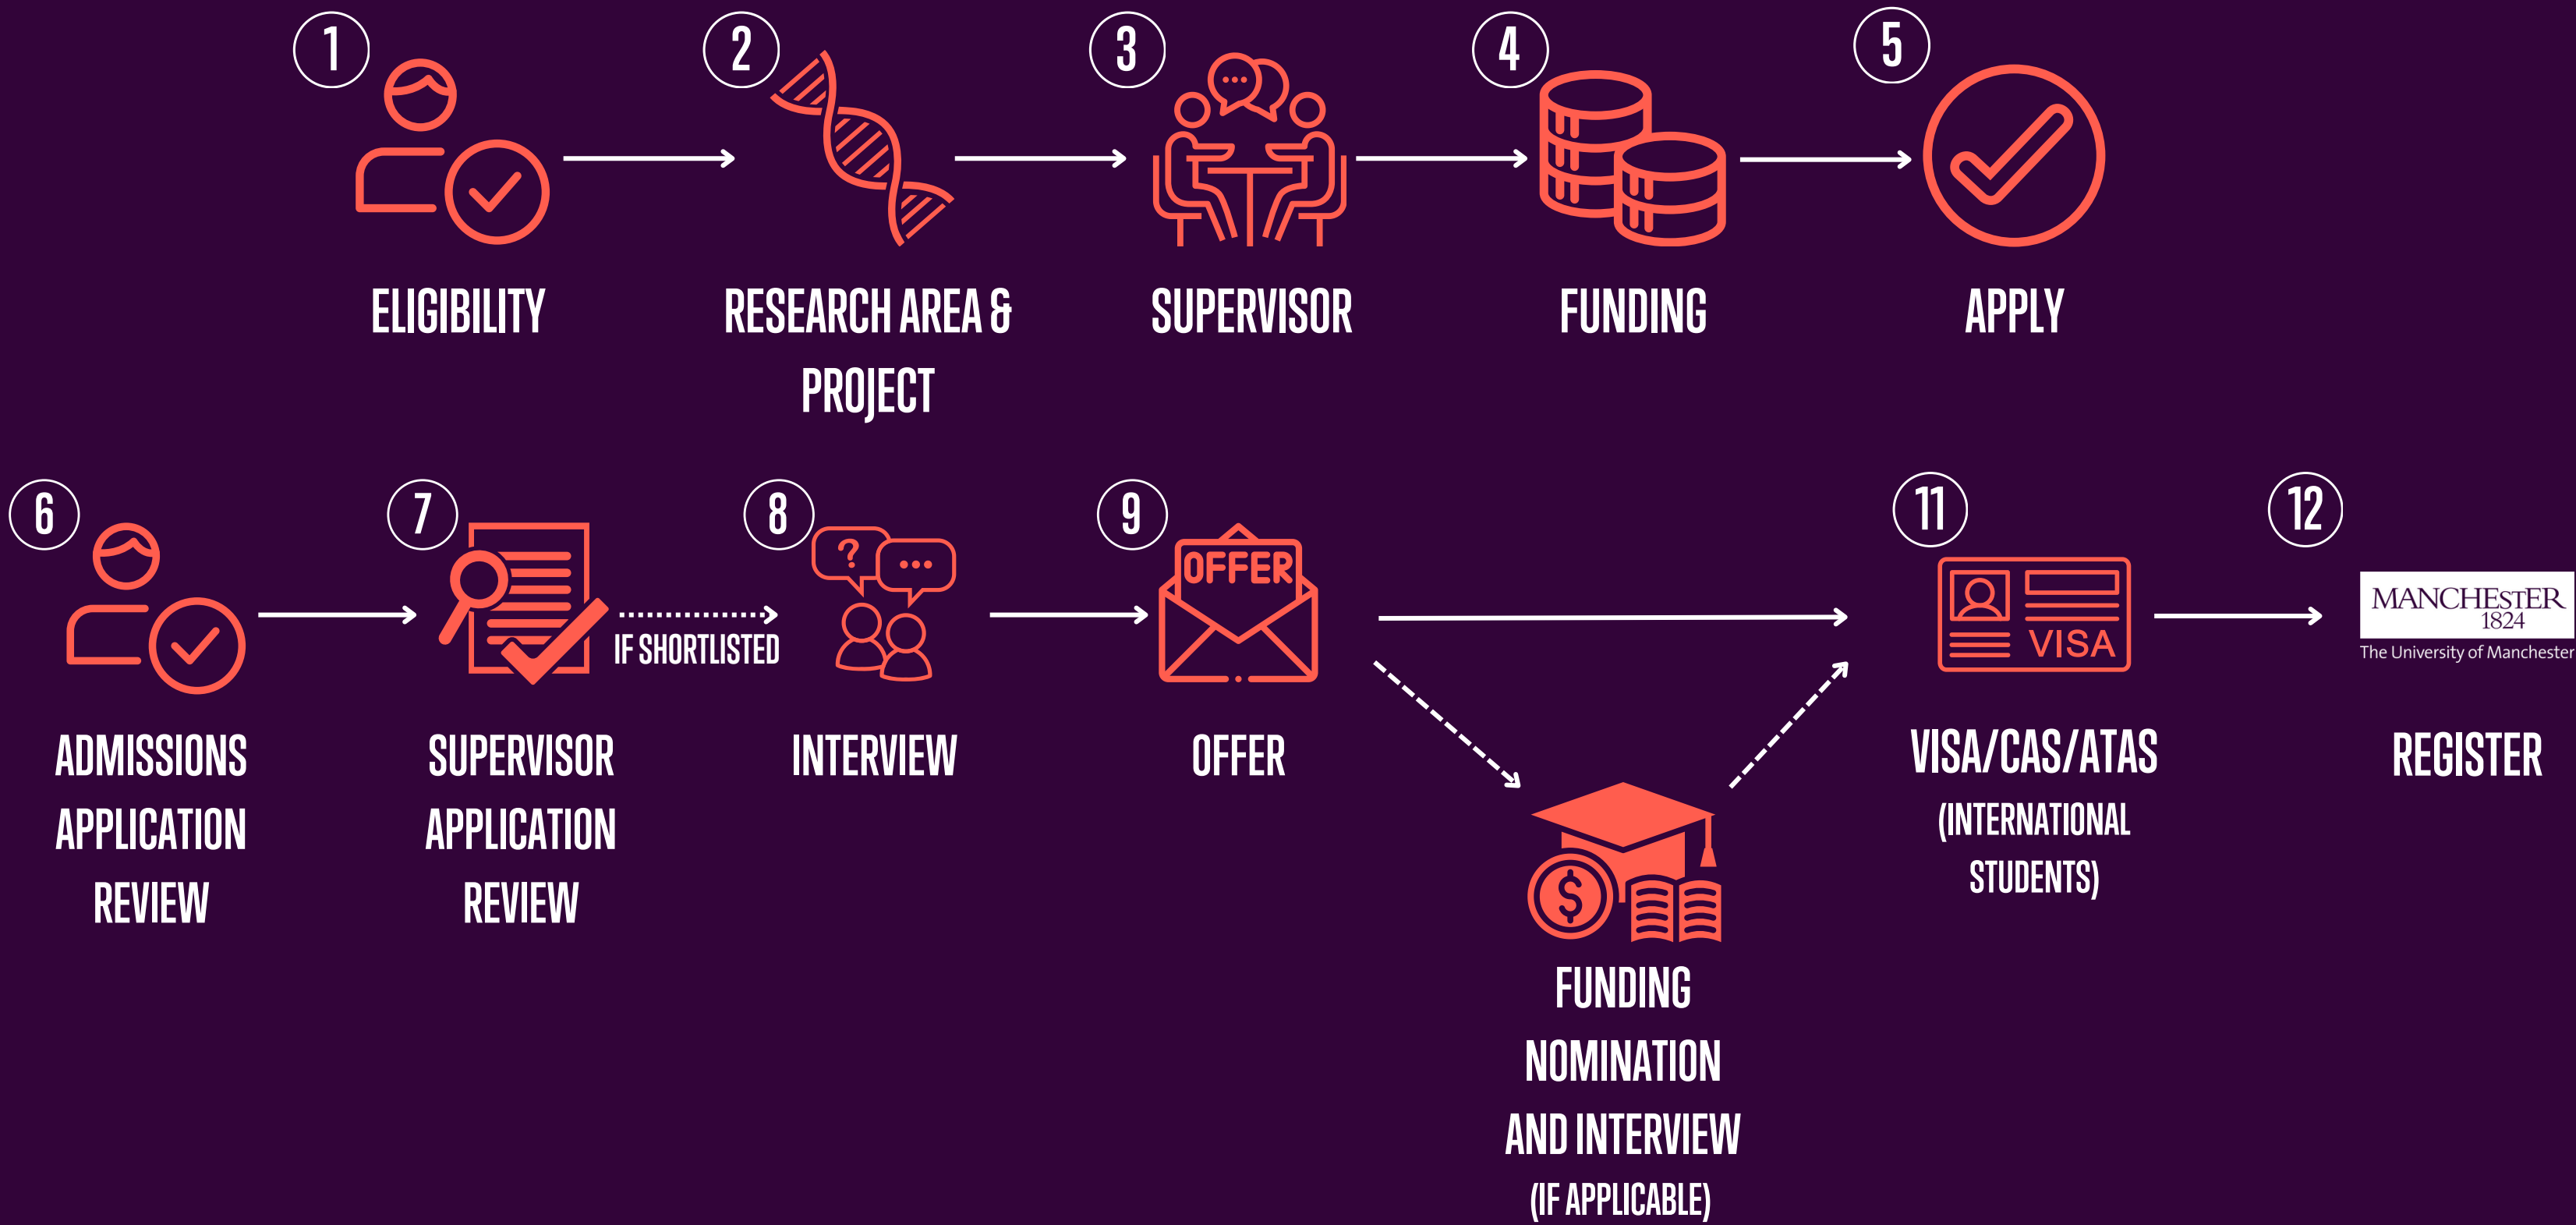 1
ELIGIBILITY
2
RESEARCH AREA &
PROJECT
3
SUPERVISOR
4
FUNDING
5
APPLY
6
ADMISSIONS
APPLICATION
REVIEW
7
SUPERVISOR
APPLICATION
REVIEW
IF SHORTLISTED
8
?
INTERVIEW
9
OFFER
OFFER
$
FUNDING
NOMINATION
AND INTERVIEW
(IF APPLICABLE)
11
VISA
VISA/CAS/ATAS
(INTERNATIONAL
STUDENTS)
12
MANCHEstER
1824
The University of Manchester
REGISTER